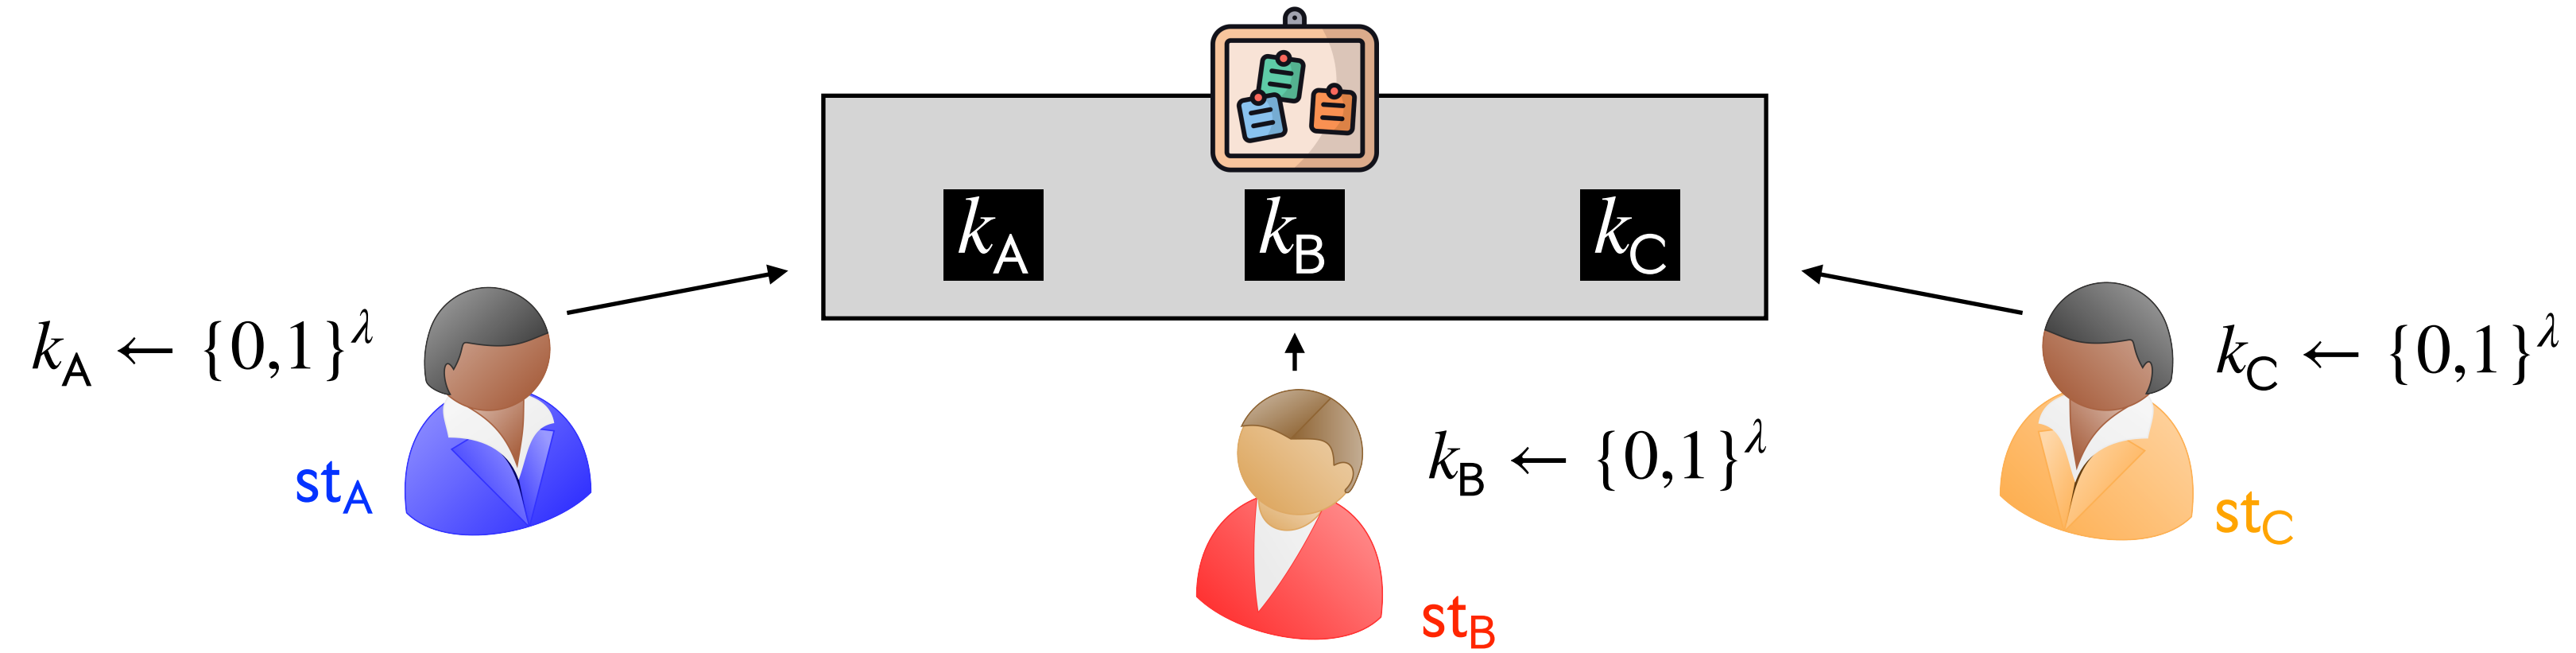 k_A k_B k_C
k_A ← {0,1}^λ
k_C ← {0,1}^λ
k_B ← {0,1}^λ
st_A
st_C
st_B